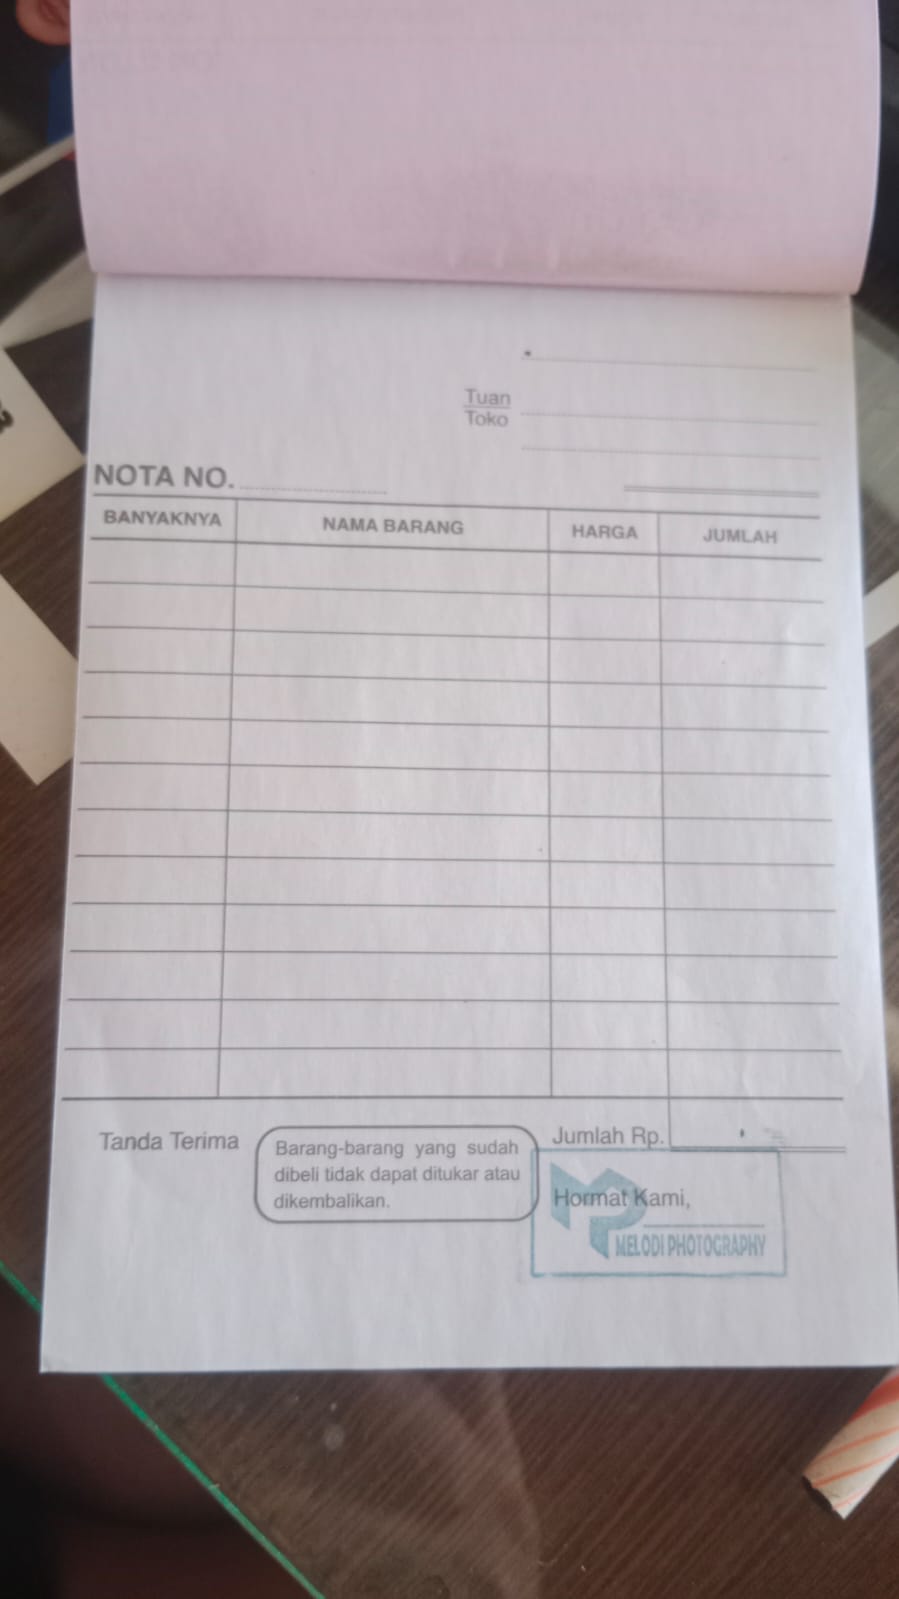 Tuan
Toko
NOTA NO.
BANYAKNYA NAMA BARANG HARGA JUMLAH
Tanda Terima
Barang-barang yang sudah
dibeli tidak dapat ditukar atau
dikembalikan.
Jumlah Rp.
Hormat Kami,
MELODI PHOTOGRAPHY